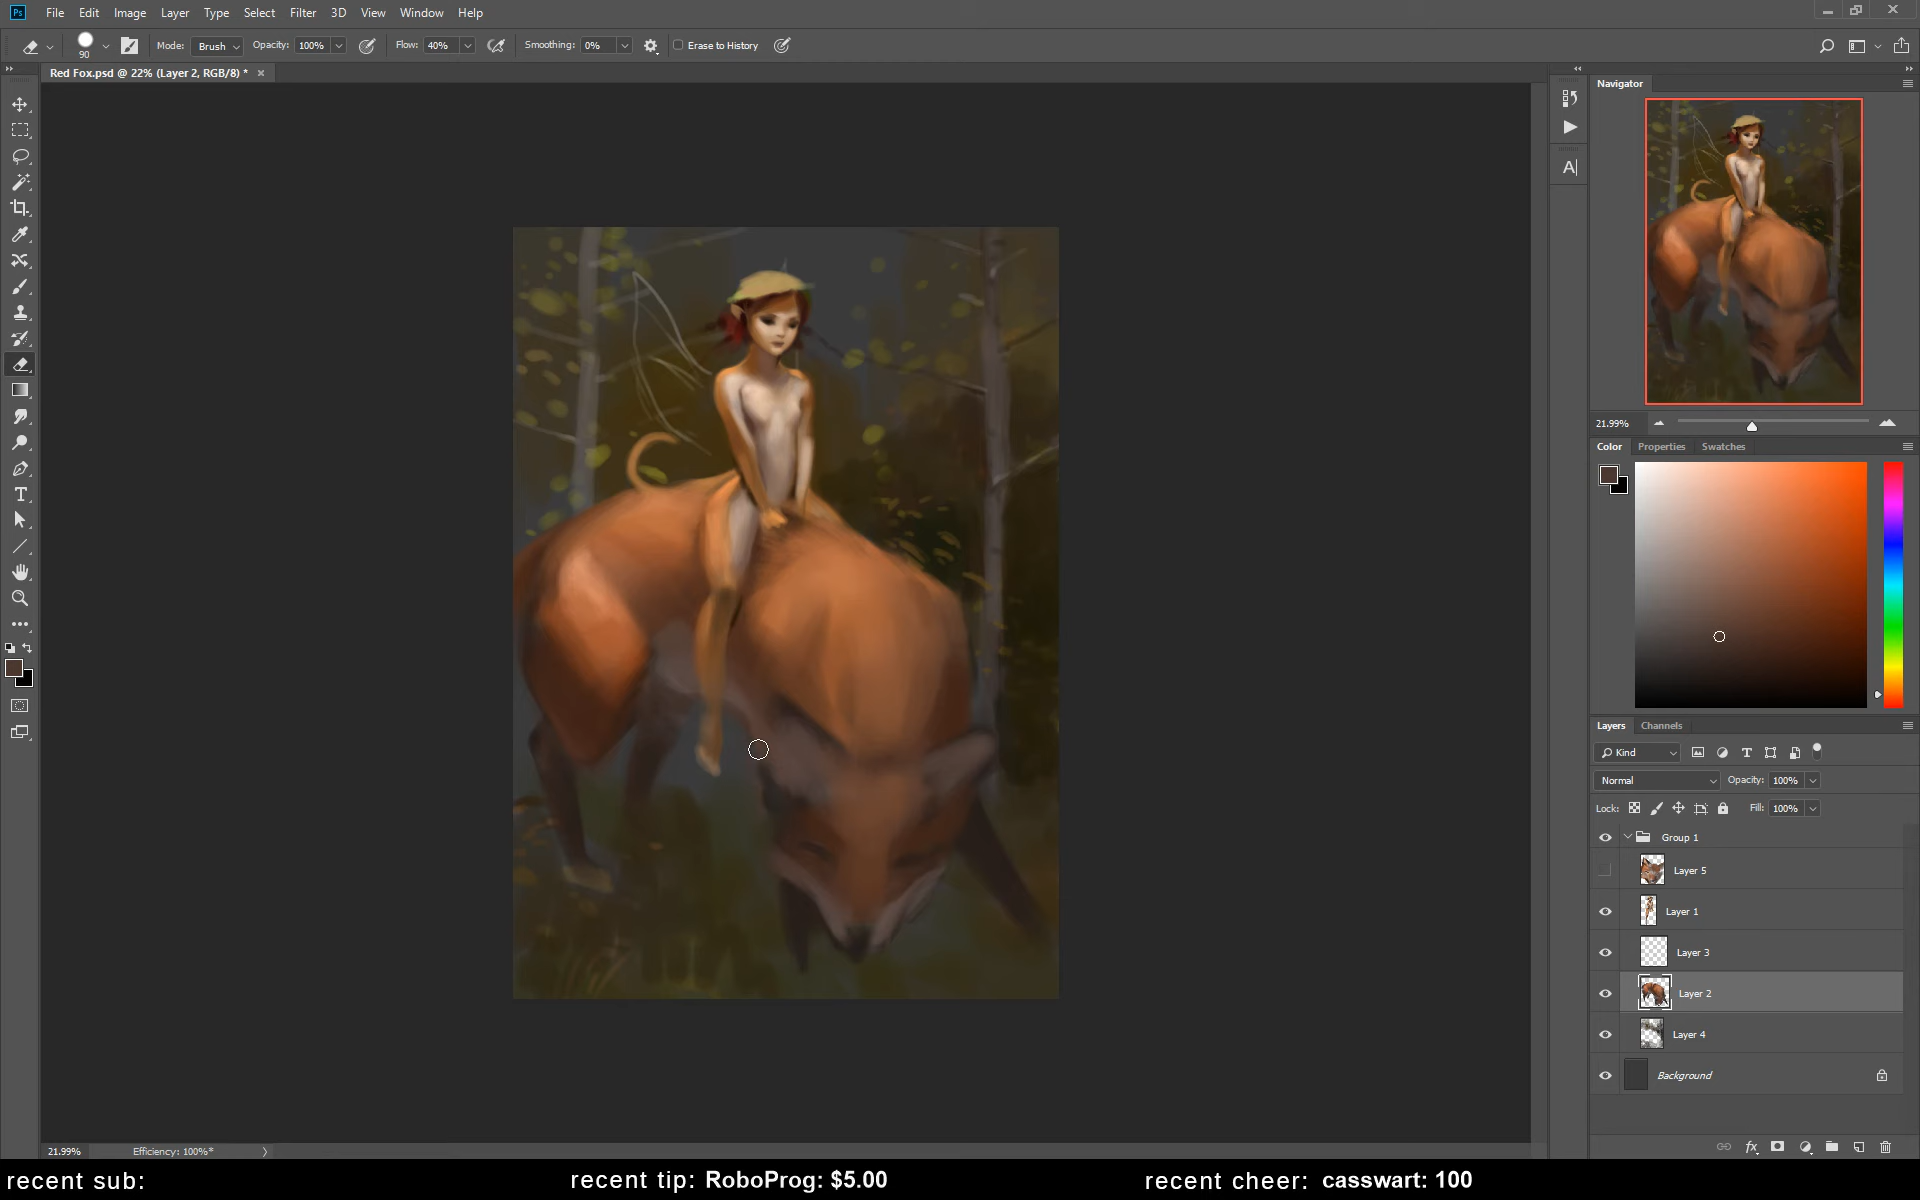 Ps File Edit Image Layer Type Select Filter 3D View Window Help
90 Mode: Brush Opacity: 100% Flow: 40% Smoothing: 0% Erase to History
Red Fox.psd @ 22% (Layer 2, RGB/8) *
Navigator
A
21.99%
Color Properties Swatches
Layers Channels
Kind
Normal Opacity: 100%
Lock: Fill: 100%
Group 1
Layer 5
Layer 1
Layer 3
Layer 2
Layer 4
Background
fx
21.99% Efficiency: 100%*
recent sub: recent tip: RoboProg: $5.00 recent cheer: casswart: 100